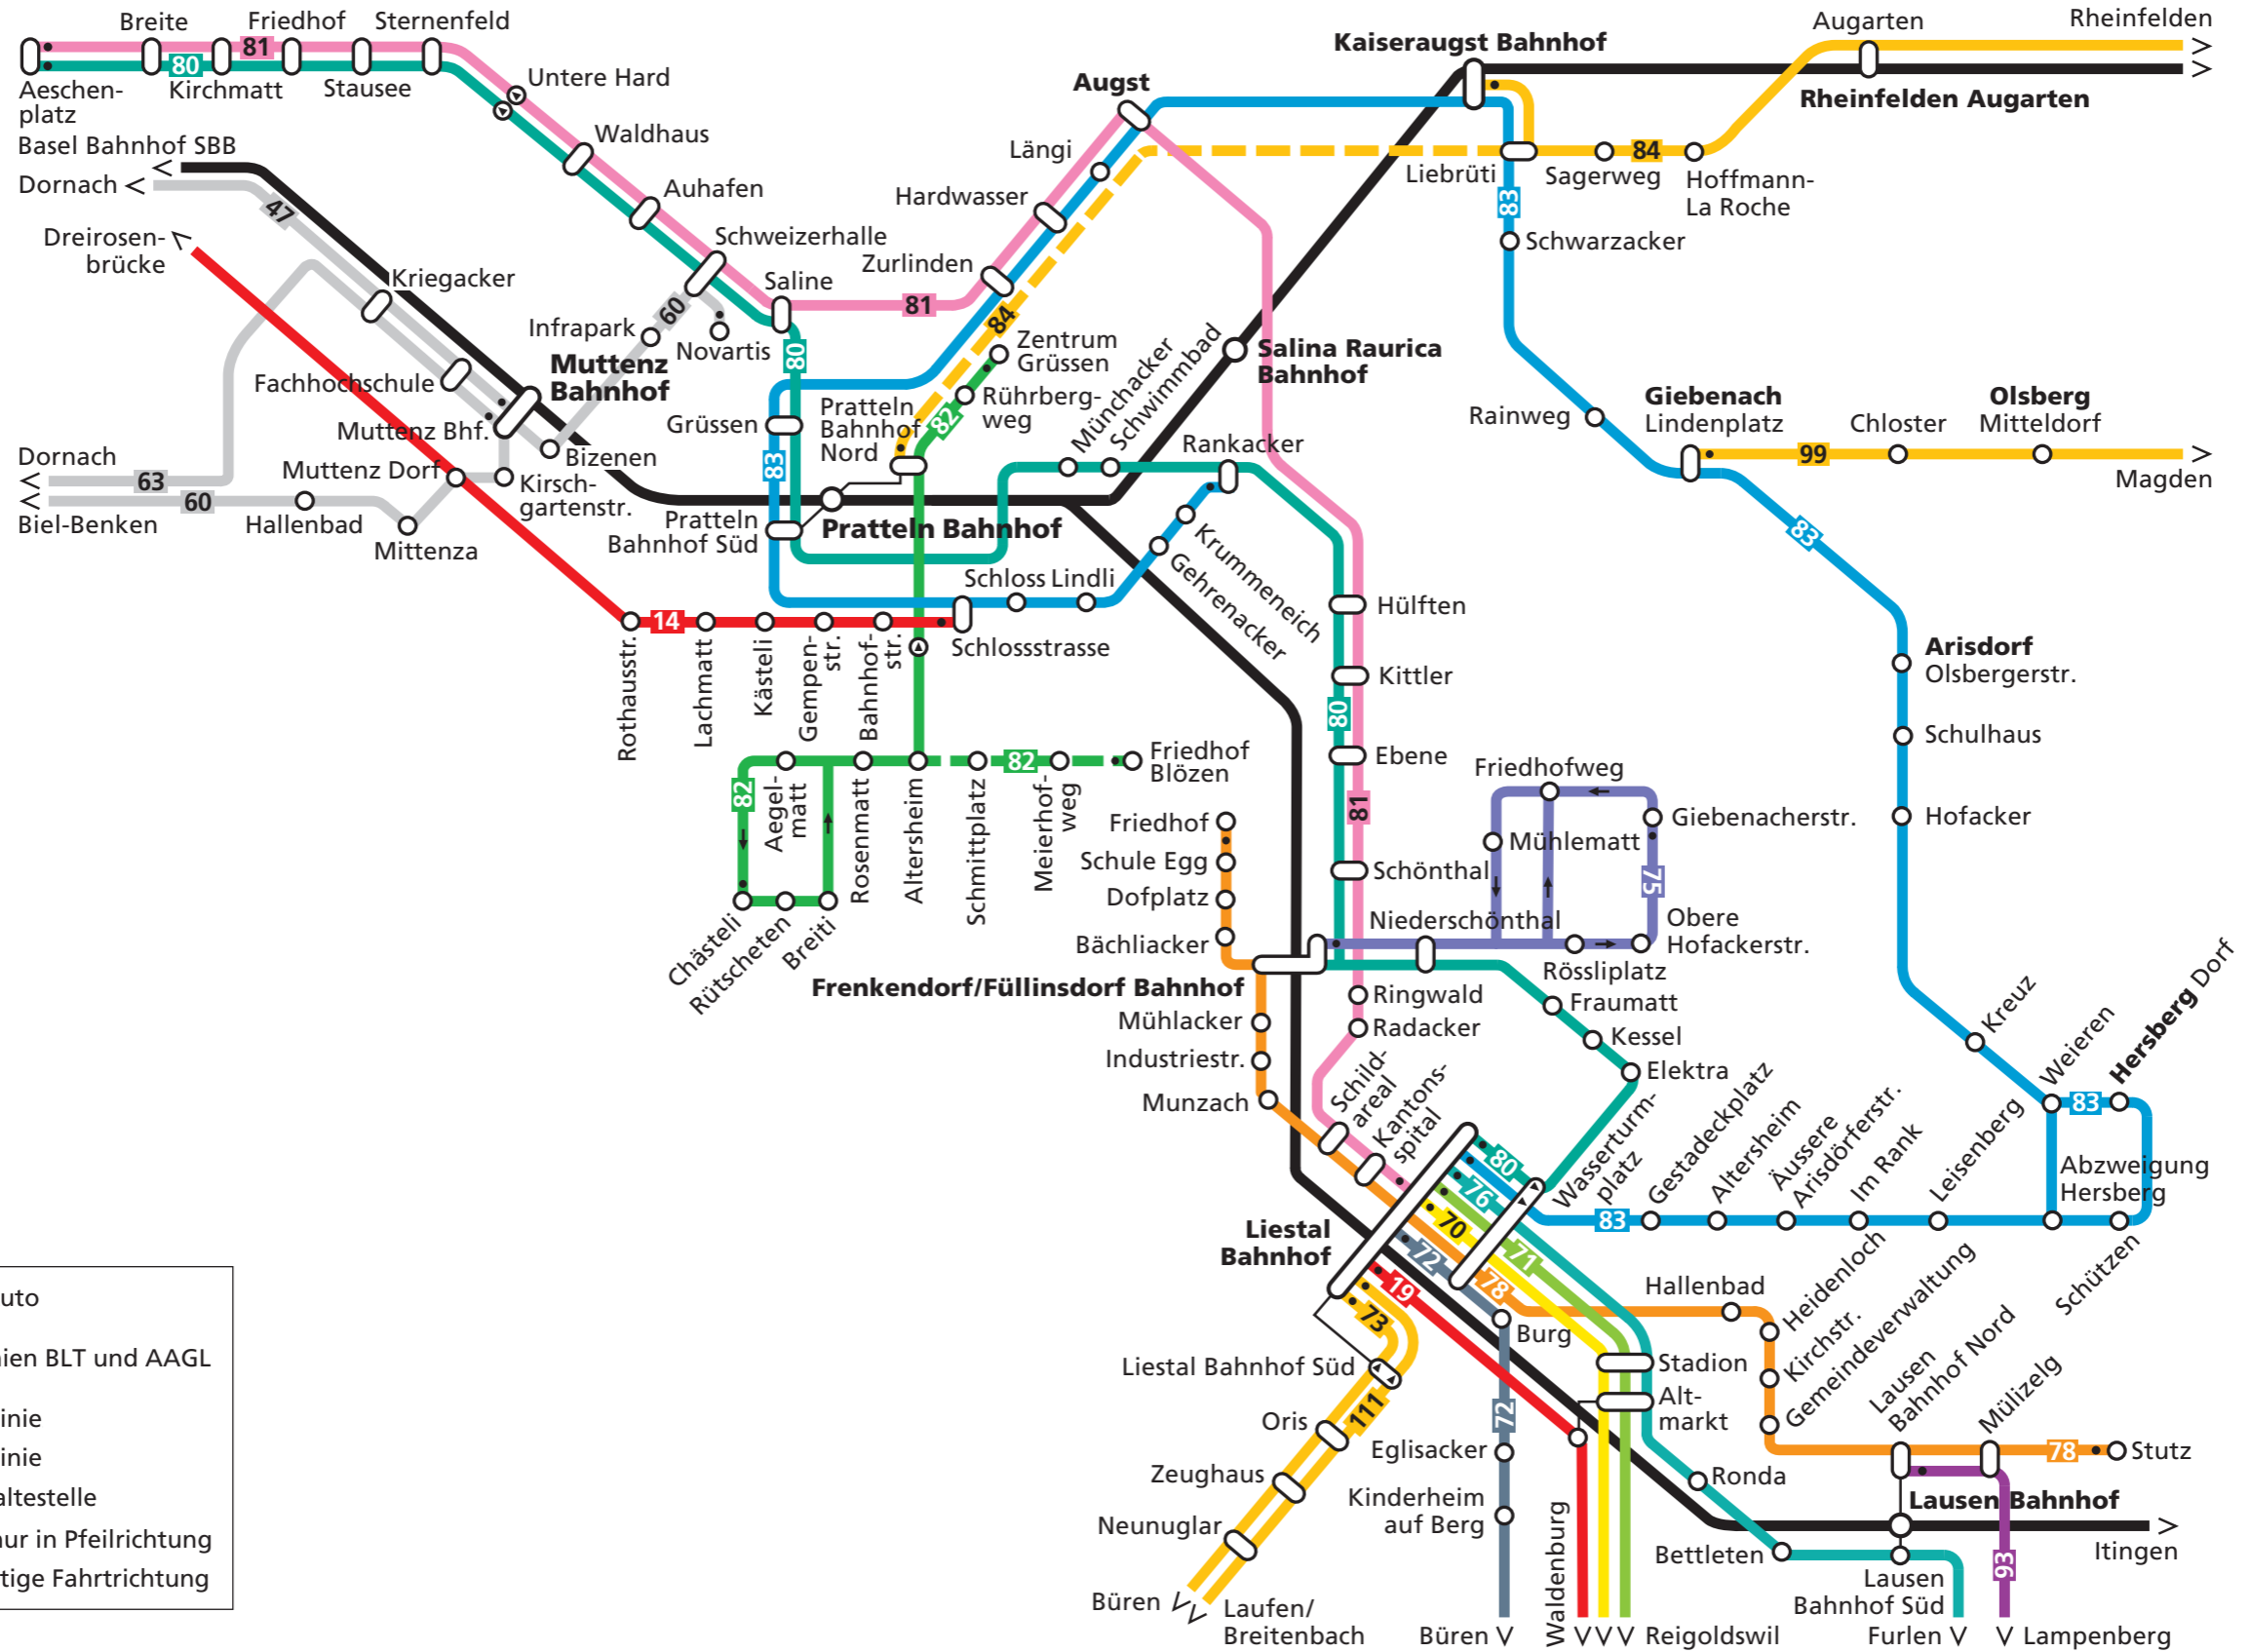 Breite
Friedhof
Sternenfeld
81
80
Aeschen-
platz
Kirchmatt
Stausee
Untere Hard
Waldhaus
Auhafen
Schweizerhalle
Saline
Basel Bahnhof SBB
Dornach
47
Dreirosen-
brücke
Kriegacker
Infrapark
60
Novartis
Muttenz
Bahnhof
Fachhochschule
Muttenz Bhf.
Bizenen
Dornach
63
Muttenz Dorf
Kirsch-
gartenstr.
60
Biel-Benken
Hallenbad
Mittenza
Kaiseraugst Bahnhof
Augarten
Rheinfelden
Rheinfelden Augarten
Augst
Längi
Hardwasser
Zurlinden
81
84
Liebrüti
Sagerweg
84
Hoffmann-
La Roche
83
Schwarzacker
Zentrum
Grüssen
Rührberg-
weg
82
80
Grüssen
83
Pratteln
Bahnhof
Nord
Münchacker
Schwimmbad
Salina Raurica
Bahnhof
Rankacker
Rainweg
Giebenach
Lindenplatz
99
Chloster
Olsberg
Mitteldorf
Magden
83
Pratteln
Bahnhof Süd
Pratteln Bahnhof
Krummeneich
Gehrenacker
Schloss
Lindli
14
Schlossstrasse
Rothausstr.
Lachmatt
Kästeli
Gempen-
str.
Bahnhof-
str.
Hülften
Kittler
80
Ebene
81
Schönthal
Arisdorf
Olsbergerstr.
Schulhaus
Hofacker
82
Aegel-
matt
Rosenmatt
Altersheim
Schmittplatz
82
Meierhof-
weg
Friedhof
Blözen
Chästeli
Rütscheten
Breiti
Friedhof
Schule Egg
Dofplatz
Bächliacker
Friedhofweg
Mühlematt
Giebenacherstr.
75
Niederschönthal
Obere
Hofackerstr.
Rössliplatz
Frenkendorf/Füllinsdorf Bahnhof
Mühlacker
Industriestr.
Munzach
Ringwald
Radacker
Fraumatt
Kessel
Elektra
Schild-
areal
Kantons-
spital
Kreuz
Weieren
Hersberg Dorf
83
Abzweigung
Hersberg
Wasserturm-
platz
83
Gestadeckplatz
Altersheim
Äussere
Arisdörferstr.
Im Rank
Leisenberg
Schützen
Liestal
Bahnhof
80
76
70
71
72
78
19
73
Burg
Hallenbad
Heidenloch
Kirchstr.
Gemeindeverwaltung
Lausen
Bahnhof Nord
Mülizelg
78
Stutz
Liestal Bahnhof Süd
111
Oris
Zeughaus
Neunuglar
Büren
Laufen/
Breitenbach
72
Eglisacker
Kinderheim
auf Berg
Büren
Waldenburg
Stadion
Alt-
markt
Reigoldswil
Ronda
Bettleten
Lausen Bahnhof
Itingen
Lausen
Bahnhof Süd
Furlen
93
Lampenberg
uto
ien BLT und AAGL
inie
inie
altestelle
nur in Pfeilrichtung
tige Fahrtrichtung